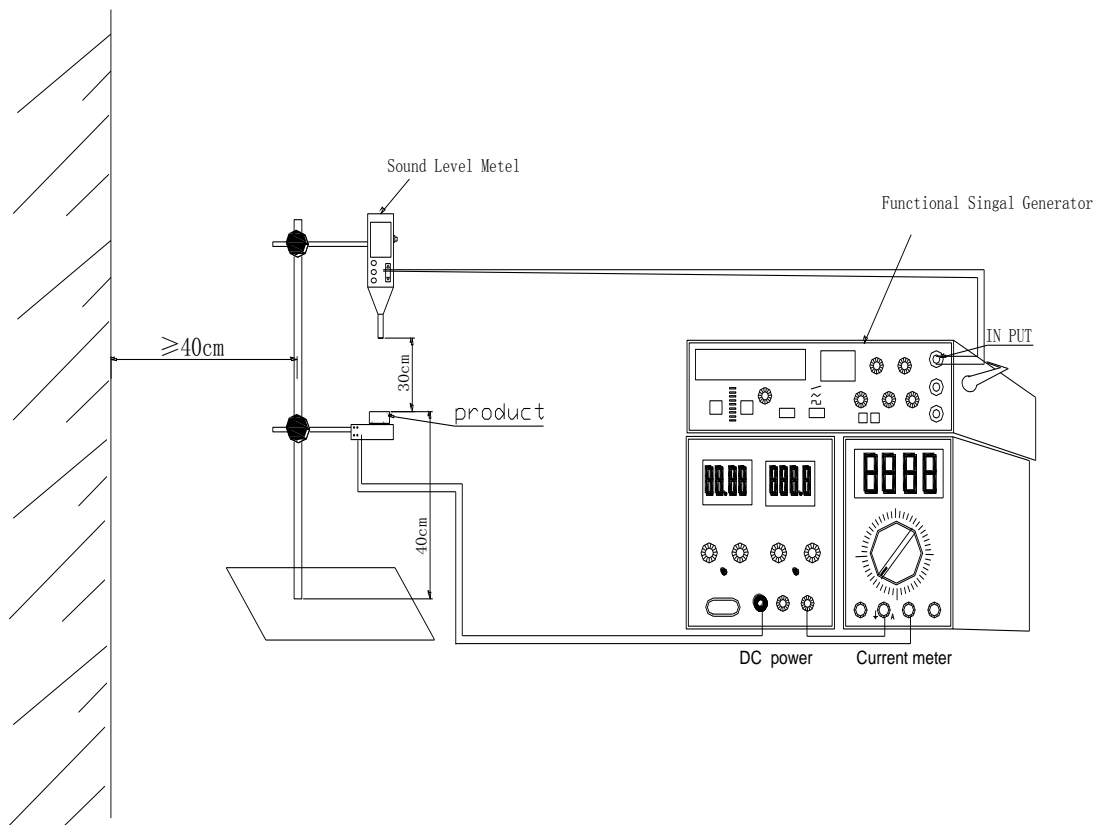 Sound Level Metel
Functional Singal Generator
IN PUT
≥40cm
30cm
product
40cm
A
DC power
Current meter